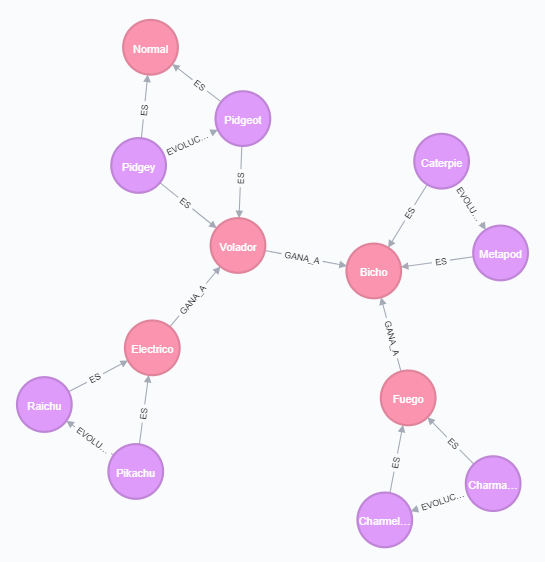 Normal
ES
ES
Pidgeot
EVOLUC…
Pidgey
ES
ES
Caterpie
ES
EVOLU…
Volador
GANA_A
Bicho
ES
Metapod
GANA_A
GANA_A
Electrico
ES
Raichu
ES
EVOLU…
Pikachu
Fuego
ES
ES
Charma…
EVOLUC…
Charmel…